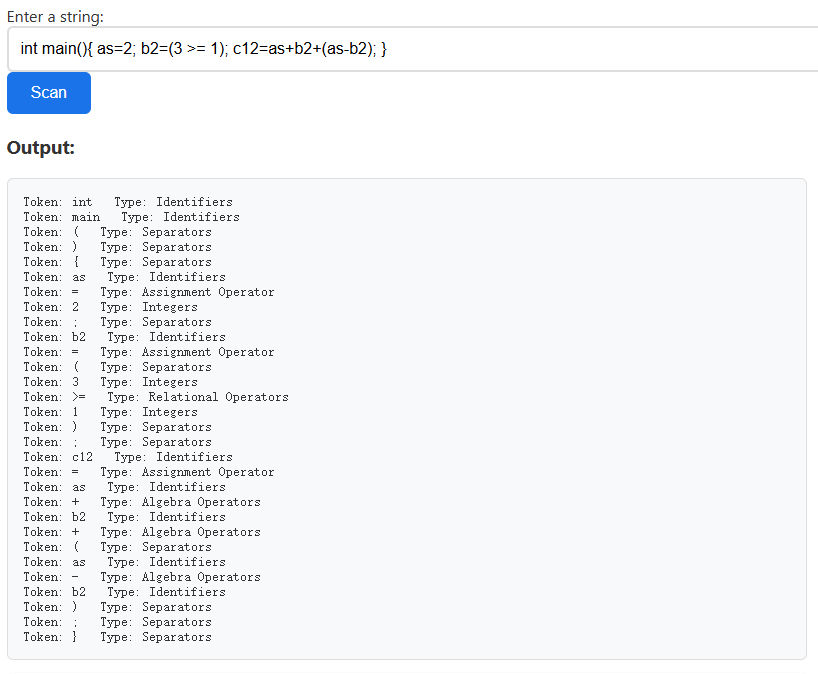 Enter a string:
int main(){ as=2; b2=(3 >= 1); c12=as+b2+(as-b2); }
Scan
Output:
Token: int   Type: Identifiers
Token: main   Type: Identifiers
Token: (   Type: Separators
Token: )   Type: Separators
Token: {   Type: Separators
Token: as   Type: Identifiers
Token: =   Type: Assignment Operator
Token: 2   Type: Integers
Token: ;   Type: Separators
Token: b2   Type: Identifiers
Token: =   Type: Assignment Operator
Token: (   Type: Separators
Token: 3   Type: Integers
Token: >=   Type: Relational Operators
Token: 1   Type: Integers
Token: )   Type: Separators
Token: ;   Type: Separators
Token: c12   Type: Identifiers
Token: =   Type: Assignment Operator
Token: as   Type: Identifiers
Token: +   Type: Algebra Operators
Token: b2   Type: Identifiers
Token: +   Type: Algebra Operators
Token: (   Type: Separators
Token: as   Type: Identifiers
Token: -   Type: Algebra Operators
Token: b2   Type: Identifiers
Token: )   Type: Separators
Token: ;   Type: Separators
Token: }   Type: Separators